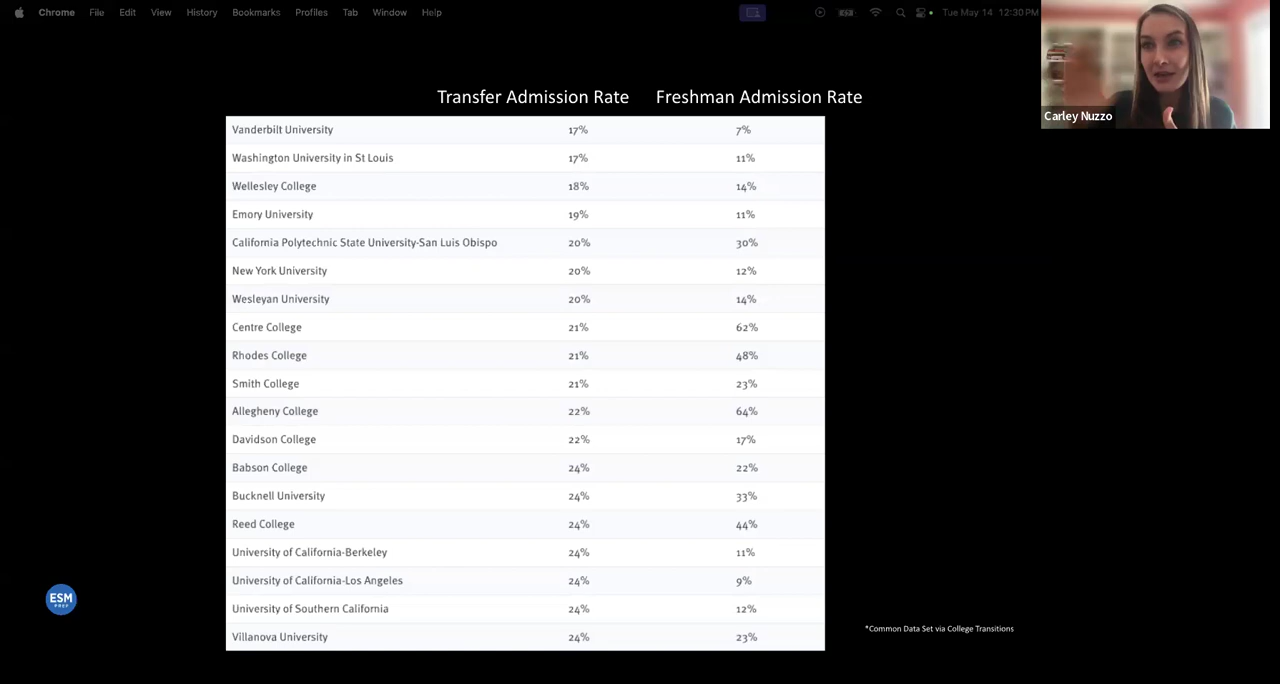 Chrome File Edit View History Bookmarks Profiles Tab Window Help ESM Tue May 14 12:30 PM
Carley Nuzzo
Transfer Admission Rate Freshman Admission Rate
Vanderbilt University 17% 7%
Washington University in St Louis 17% 11%
Wellesley College 18% 14%
Emory University 19% 11%
California Polytechnic State University-San Luis Obispo 20% 30%
New York University 20% 12%
Wesleyan University 20% 14%
Centre College 21% 62%
Rhodes College 21% 48%
Smith College 21% 23%
Allegheny College 22% 64%
Davidson College 22% 17%
Babson College 24% 22%
Bucknell University 24% 33%
Reed College 24% 44%
University of California-Berkeley 24% 11%
University of California-Los Angeles 24% 9%
University of Southern California 24% 12%
Villanova University 24% 23%
ESM
PREP
*Common Data Set via College Transitions